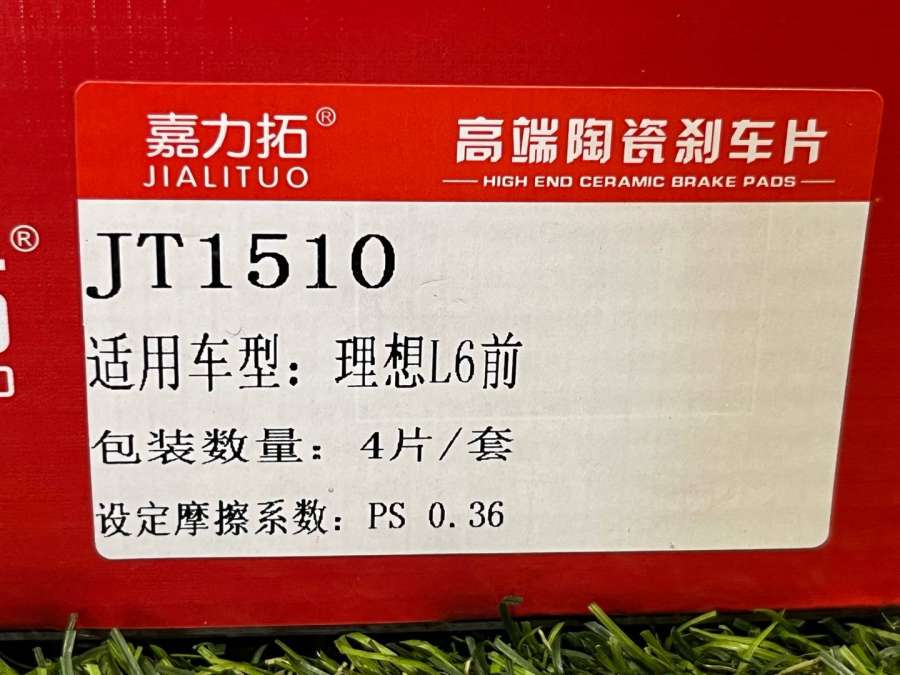 嘉力拓®
JIALITUO
高端陶瓷刹车片
HIGH END CERAMIC BRAKE PADS
®
JT1510
适用车型：理想L6前
包装数量：4片/套
设定摩擦系数：PS 0.36